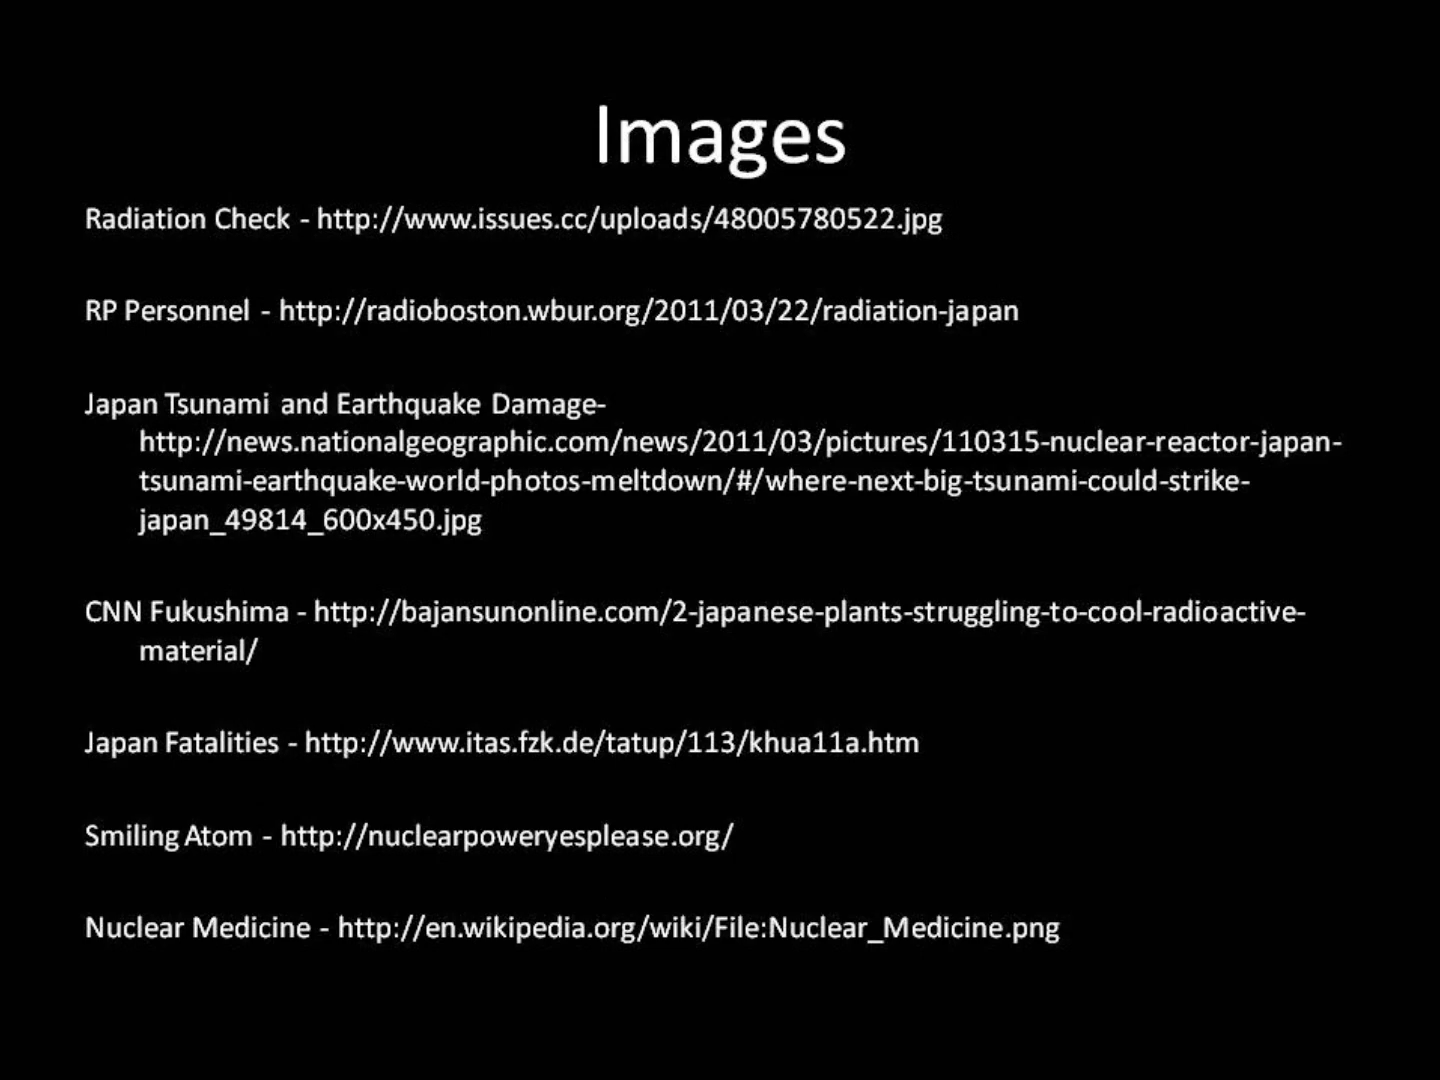 Images
Radiation Check - http://www.issues.cc/uploads/48005780522.jpg
RP Personnel - http://radioboston.wbur.org/2011/03/22/radiation-japan
Japan Tsunami and Earthquake Damage-
http://news.nationalgeographic.com/news/2011/03/pictures/110315-nuclear-reactor-japan-
tsunami-earthquake-world-photos-meltdown/#/where-next-big-tsunami-could-strike-
japan_49814_600x450.jpg
CNN Fukushima - http://bajansunonline.com/2-japanese-plants-struggling-to-cool-radioactive-
material/
Japan Fatalities - http://www.itas.fzk.de/tatup/113/khua11a.htm
Smiling Atom - http://nuclearpoweryesplease.org/
Nuclear Medicine - http://en.wikipedia.org/wiki/File:Nuclear_Medicine.png